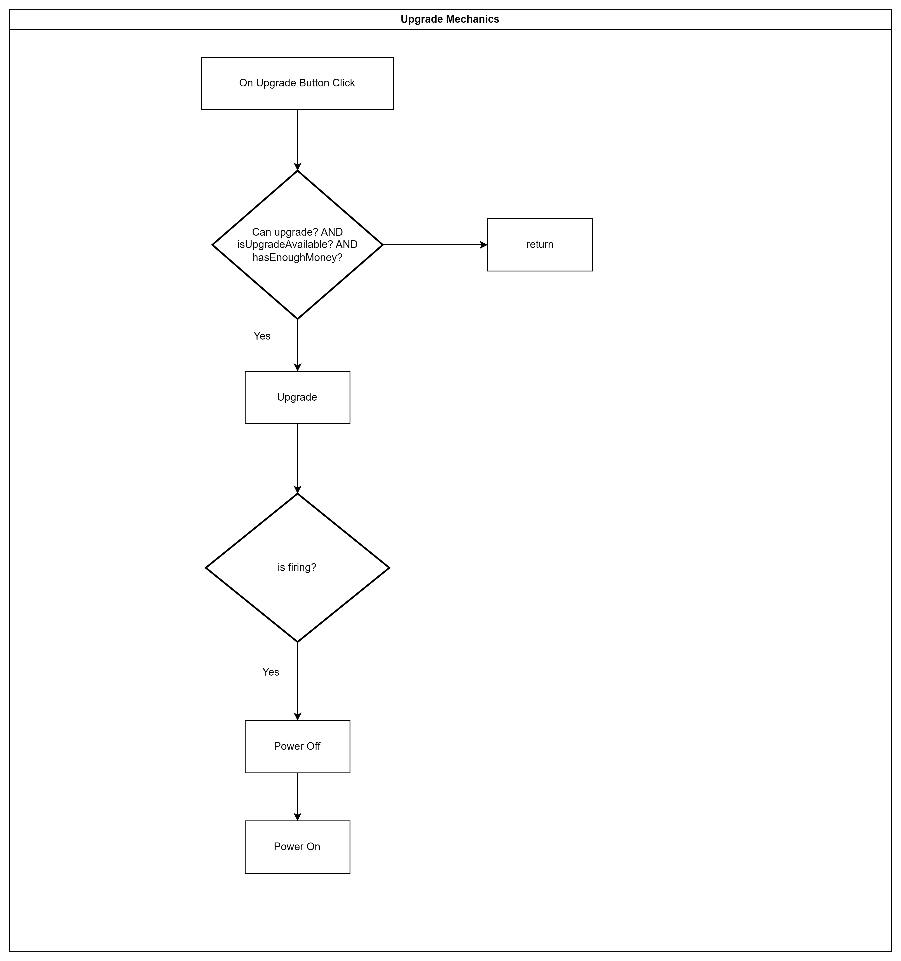 Upgrade Mechanics
On Upgrade Button Click
Can upgrade? AND
isUpgradeAvailable? AND
hasEnoughMoney?
return
Yes
Upgrade
is firing?
Yes
Power Off
Power On